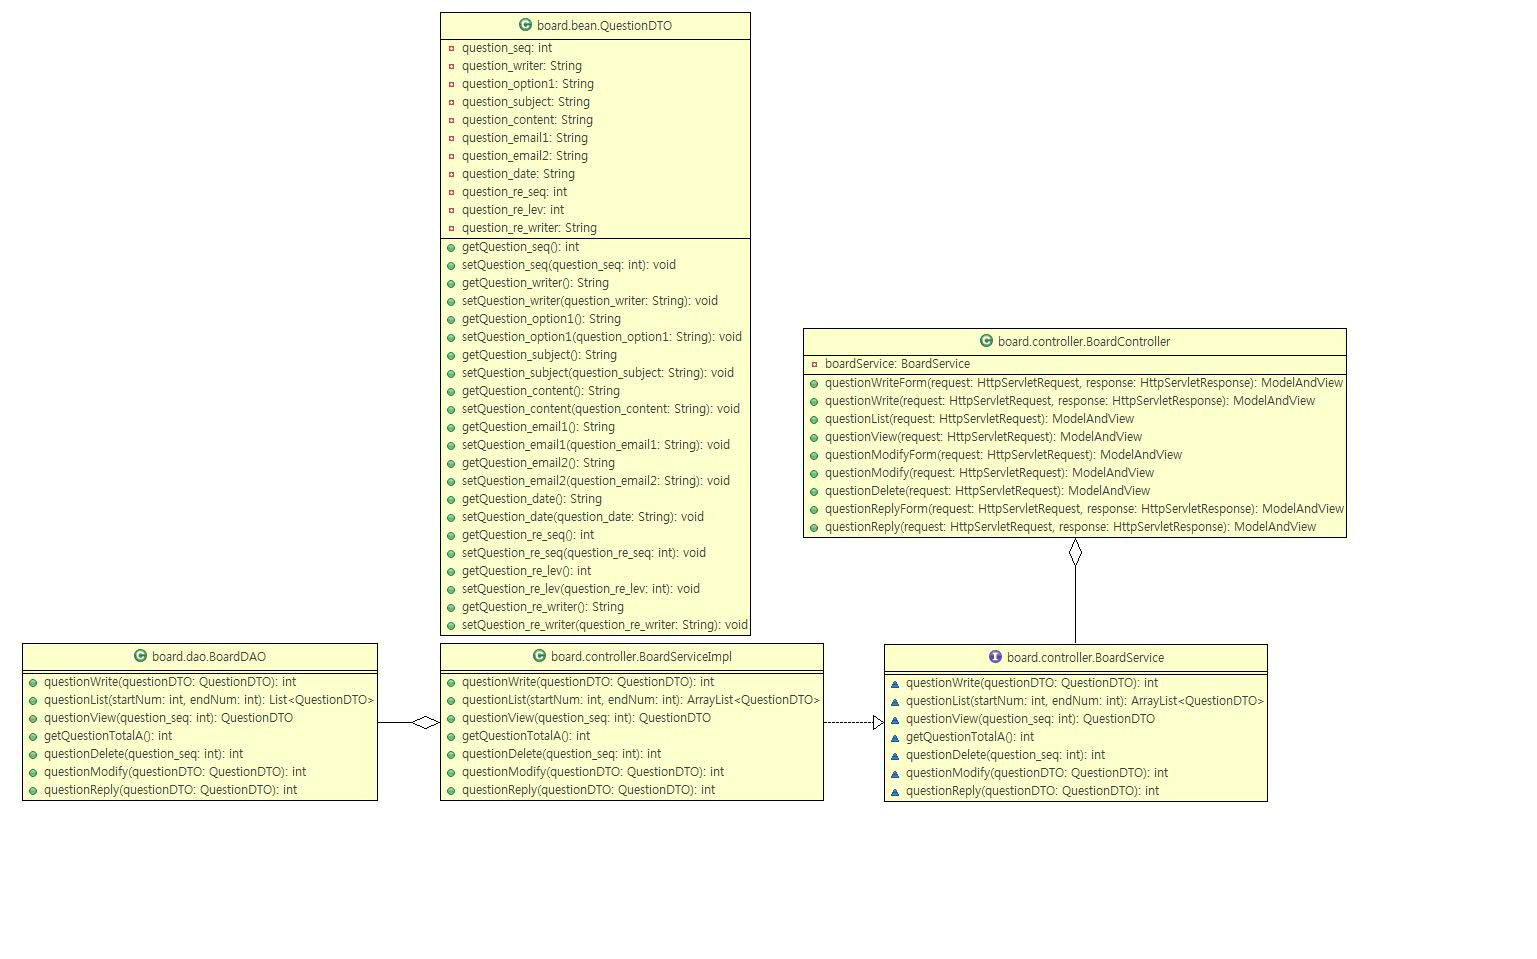 board.bean.QuestionDTO
question_seq: int
question_writer: String
question_option1: String
question_subject: String
question_content: String
question_email1: String
question_email2: String
question_date: String
question_re_seq: int
question_re_lev: int
question_re_writer: String
getQuestion_seq(): int
setQuestion_seq(question_seq: int): void
getQuestion_writer(): String
setQuestion_writer(question_writer: String): void
getQuestion_option1(): String
setQuestion_option1(question_option1: String): void
getQuestion_subject(): String
setQuestion_subject(question_subject: String): void
getQuestion_content(): String
setQuestion_content(question_content: String): void
getQuestion_email1(): String
setQuestion_email1(question_email1: String): void
getQuestion_email2(): String
setQuestion_email2(question_email2: String): void
getQuestion_date(): String
setQuestion_date(question_date: String): void
getQuestion_re_seq(): int
setQuestion_re_seq(question_re_seq: int): void
getQuestion_re_lev(): int
setQuestion_re_lev(question_re_lev: int): void
getQuestion_re_writer(): String
setQuestion_re_writer(question_re_writer: String): void
board.controller.BoardController
boardService: BoardService
questionWriteForm(request: HttpServletRequest, response: HttpServletResponse): ModelAndView
questionWrite(request: HttpServletRequest, response: HttpServletResponse): ModelAndView
questionList(request: HttpServletRequest): ModelAndView
questionView(request: HttpServletRequest): ModelAndView
questionModifyForm(request: HttpServletRequest): ModelAndView
questionModify(request: HttpServletRequest): ModelAndView
questionDelete(request: HttpServletRequest): ModelAndView
questionReplyForm(request: HttpServletRequest, response: HttpServletResponse): ModelAndView
questionReply(request: HttpServletRequest, response: HttpServletResponse): ModelAndView
board.dao.BoardDAO
questionWrite(questionDTO: QuestionDTO): int
questionList(startNum: int, endNum: int): List<QuestionDTO>
questionView(question_seq: int): QuestionDTO
getQuestionTotalA(): int
questionDelete(question_seq: int): int
questionModify(questionDTO: QuestionDTO): int
questionReply(questionDTO: QuestionDTO): int
board.controller.BoardServiceImpl
questionWrite(questionDTO: QuestionDTO): int
questionList(startNum: int, endNum: int): ArrayList<QuestionDTO>
questionView(question_seq: int): QuestionDTO
getQuestionTotalA(): int
questionDelete(question_seq: int): int
questionModify(questionDTO: QuestionDTO): int
questionReply(questionDTO: QuestionDTO): int
board.controller.BoardService
questionWrite(questionDTO: QuestionDTO): int
questionList(startNum: int, endNum: int): ArrayList<QuestionDTO>
questionView(question_seq: int): QuestionDTO
getQuestionTotalA(): int
questionDelete(question_seq: int): int
questionModify(questionDTO: QuestionDTO): int
questionReply(questionDTO: QuestionDTO): int